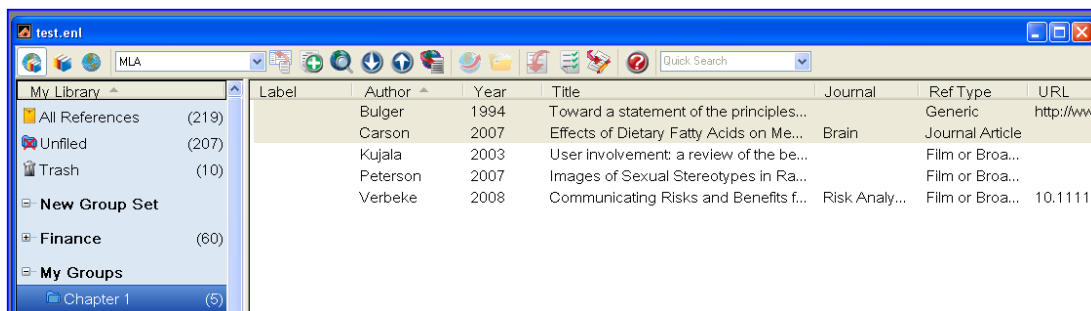 test.enl
MLA Quick Search
My Library Label Author Year Title Journal Ref Type URL
All References (219) Bulger 1994 Toward a statement of the principles... Generic http://ww
Unfiled (207) Carson 2007 Effects of Dietary Fatty Acids on Me... Brain Journal Article
Trash (10) Kujala 2003 User involvement: a review of the be... Film or Broa...
Peterson 2007 Images of Sexual Stereotypes in Ra... Film or Broa...
New Group Set Verbeke 2008 Communicating Risks and Benefits f... Risk Analy... Film or Broa... 10.1111
Finance (60)
My Groups
Chapter 1 (5)